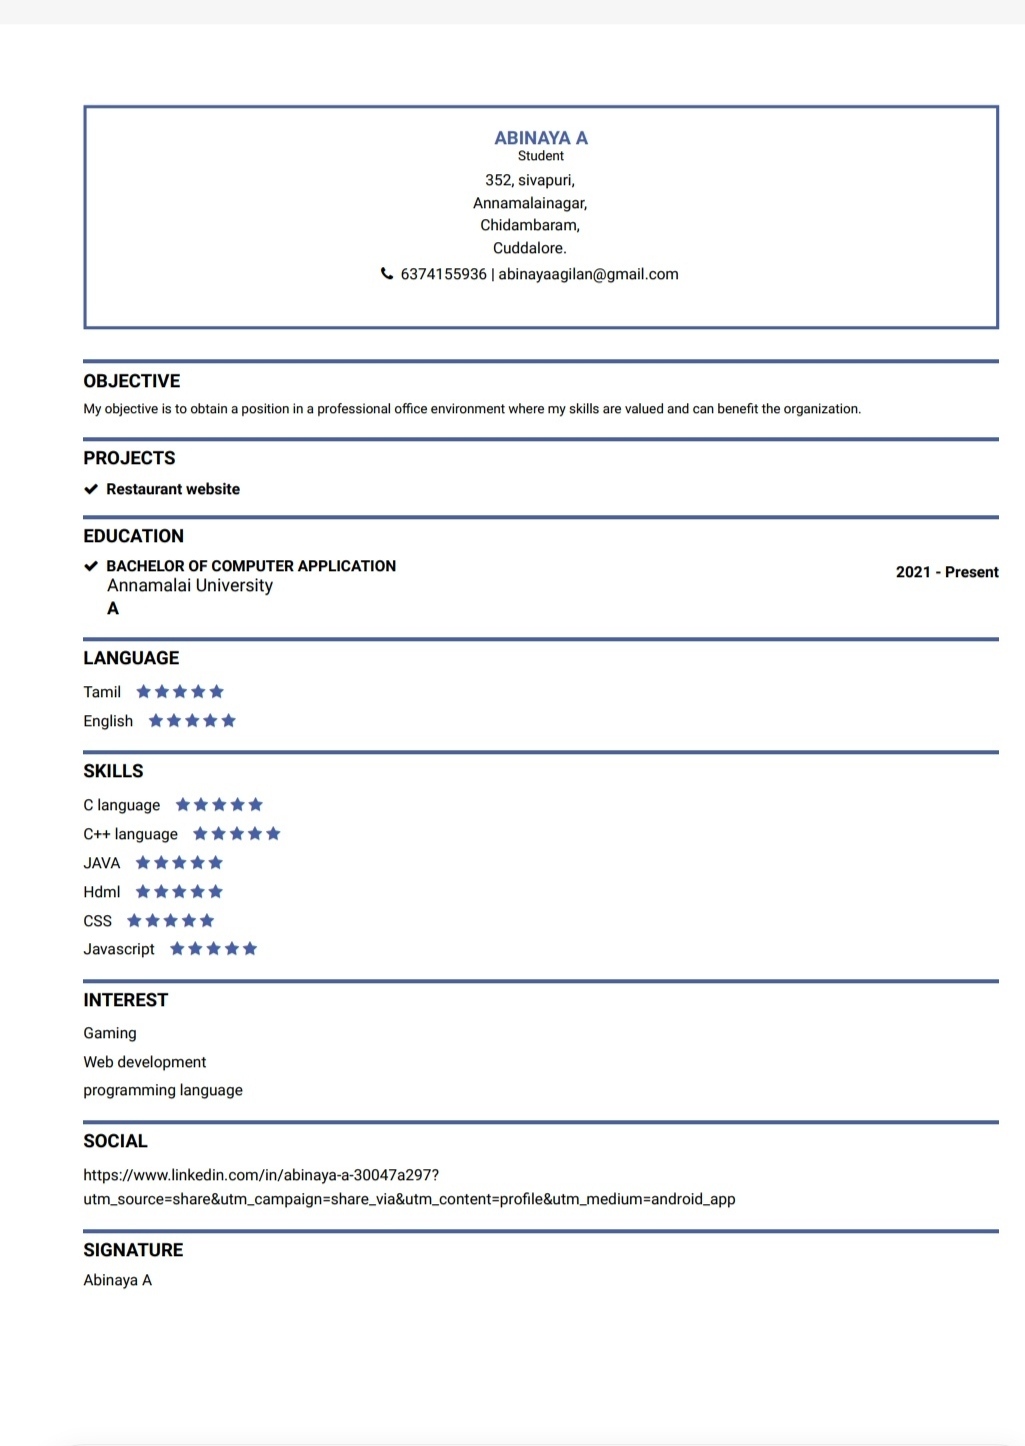 ABINAYA A
Student
352, sivapuri,
Annamalainagar,
Chidambaram,
Cuddalore.
6374155936 | abinayaagilan@gmail.com
OBJECTIVE
My objective is to obtain a position in a professional office environment where my skills are valued and can benefit the organization.
PROJECTS
Restaurant website
EDUCATION
BACHELOR OF COMPUTER APPLICATION
2021 - Present
Annamalai University
A
LANGUAGE
Tamil
English
SKILLS
C language
C++ language
JAVA
Hdml
CSS
Javascript
INTEREST
Gaming
Web development
programming language
SOCIAL
https://www.linkedin.com/in/abinaya-a-30047a297?
utm_source=share&utm_campaign=share_via&utm_content=profile&utm_medium=android_app
SIGNATURE
Abinaya A